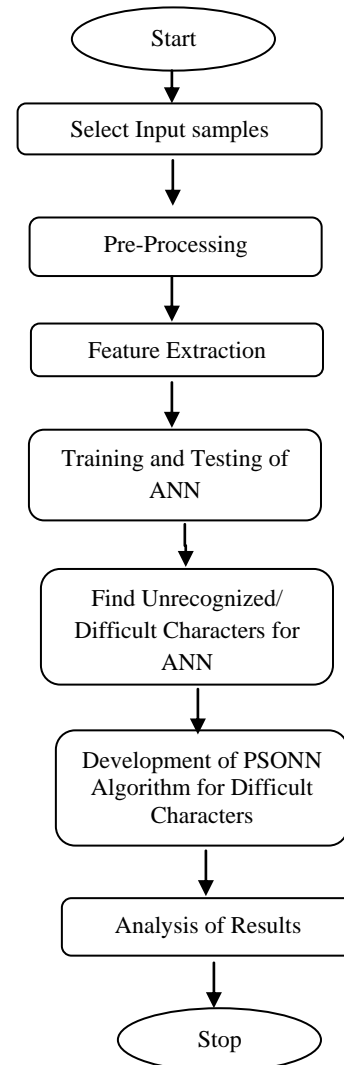 Start
Select Input samples
Pre-Processing
Feature Extraction
Training and Testing of
ANN
Find Unrecognized/
Difficult Characters for
ANN
Development of PSONN
Algorithm for Difficult
Characters
Analysis of Results
Stop